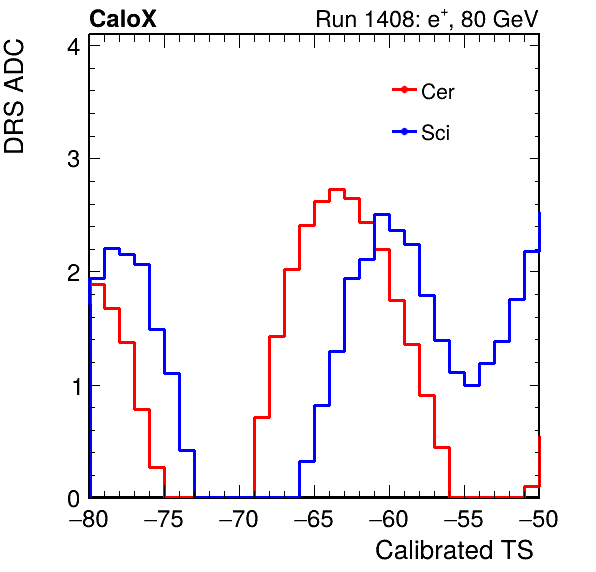 CaloX Run 1408: e⁺, 80 GeV
DRS ADC
4
3
2
1
0
Cer
Sci
−80 −75 −70 −65 −60 −55 −50
Calibrated TS